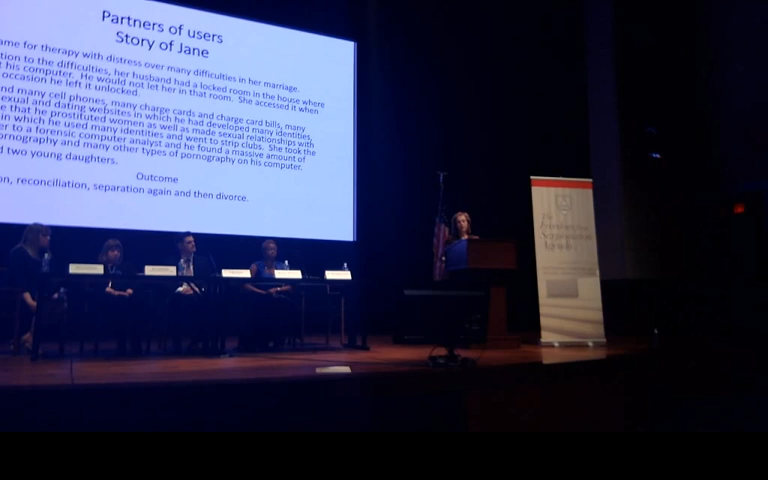 Partners of users
Story of Jane
ame for therapy with distress over many difficulties in her marriage.
tion to the difficulties, her husband had a locked room in the house where
t his computer. He would not let her in that room. She accessed it when
occasion he left it unlocked.
nd many cell phones, many charge cards and charge card bills, many
exual and dating websites in which he had developed many identities,
e that he prostituted women as well as made sexual relationships with
in which he used many identities and went to strip clubs. She took the
er to a forensic computer analyst and he found a massive amount of
ornography and many other types of pornography on his computer.
d two young daughters.
Outcome
on, reconciliation, separation again and then divorce.